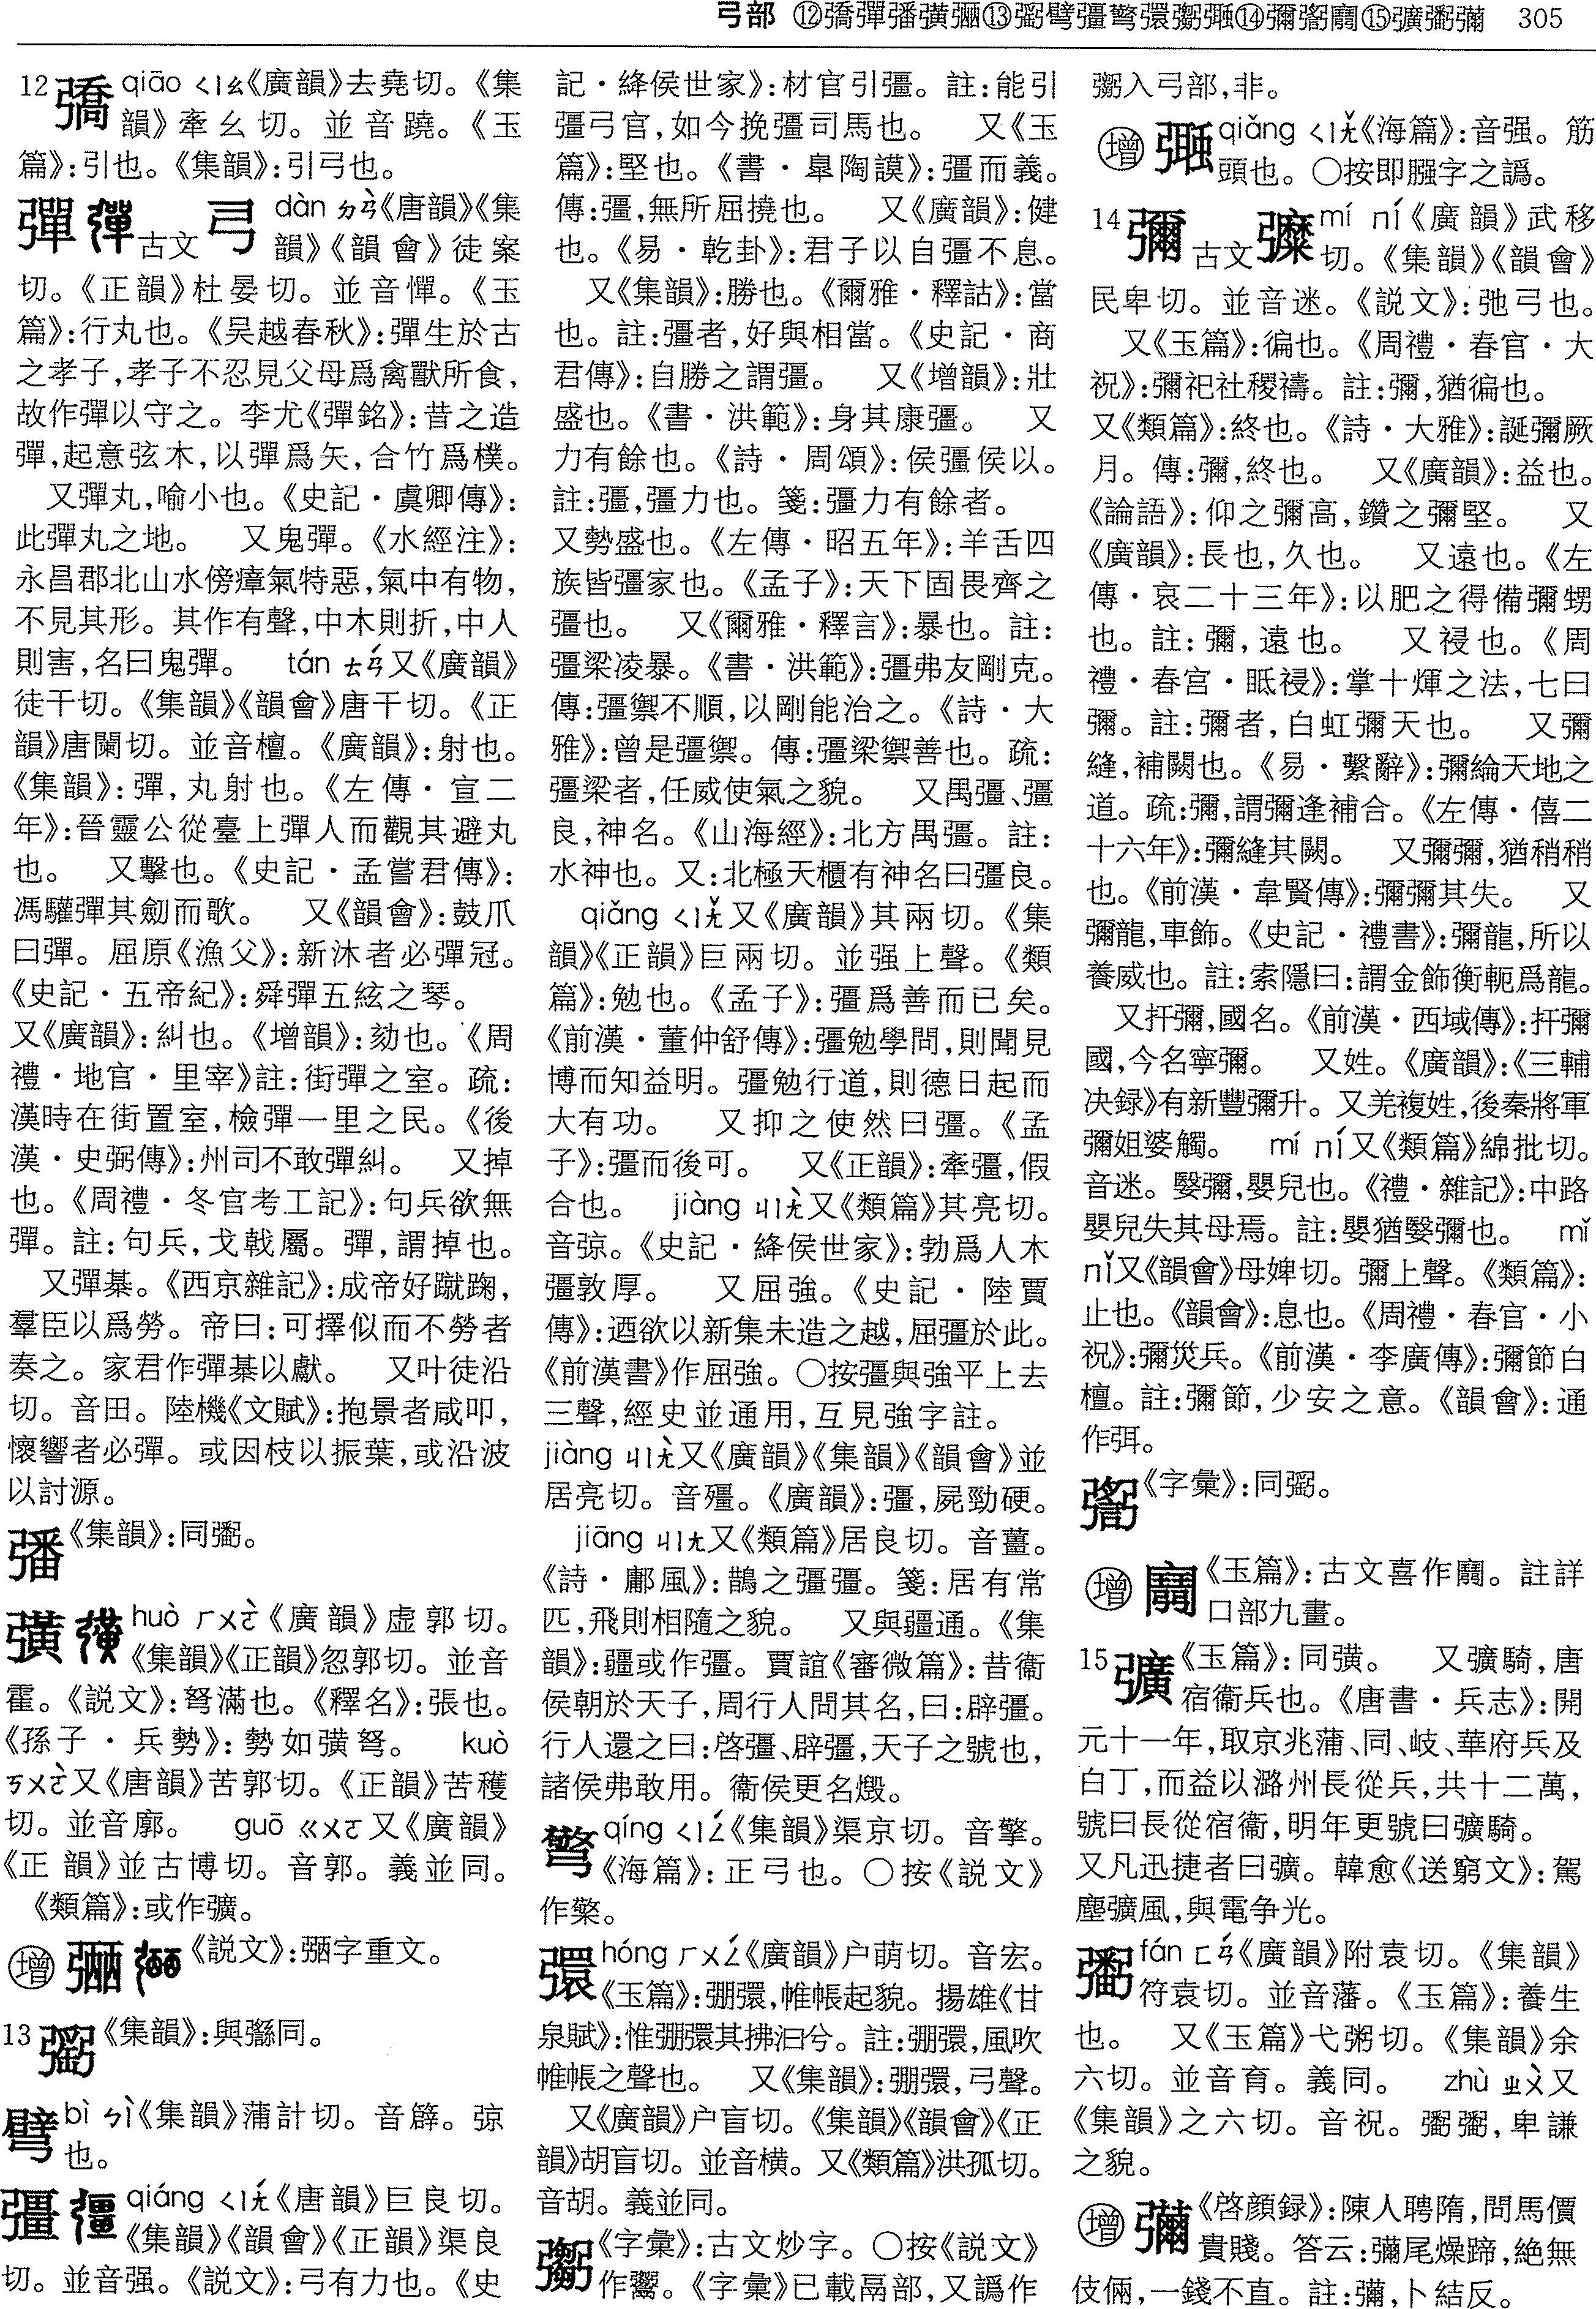 弓部 ⑫彇彈㢖彉彌⑬彁㢠彊㢣彋䰞⑭彌⑮彍鬻 305
12 qiāo ㄑㄧㄠ《廣韻》去堯切。《集
韻》牽幺切。並音蹺。《玉
篇》:引也。《集韻》:引弓也。
彈 古文 弓 dàn ㄉㄢˋ《唐韻》《集
韻》《韻會》徒案
切。《正韻》杜晏切。並音憚。《玉
篇》:行丸也。《吴越春秋》:彈生於古
之孝子,孝子不忍見父母爲禽獸所食,
故作彈以守之。李尤《彈銘》:昔之造
彈,起意弦木,以彈爲矢,合竹爲樸。
又彈丸,喻小也。《史記·虞卿傳》:
此彈丸之地。 又鬼彈。《水經注》:
永昌郡北山水傍瘴氣特惡,氣中有物,
不見其形。其作有聲,中木則折,中人
則害,名曰鬼彈。 tán ㄊㄢˊ又《廣韻》
徒干切。《集韻》《韻會》唐干切。《正
韻》唐闌切。並音檀。《廣韻》:射也。
《集韻》:彈,丸射也。《左傳·宣二
年》:晉靈公從臺上彈人而觀其避丸
也。 又擊也。《史記·孟嘗君傳》:
馮驩彈其劒而歌。 又《韻會》:鼓爪
曰彈。屈原《漁父》:新沐者必彈冠。
《史記·五帝紀》:舜彈五絃之琴。
又《廣韻》:糾也。《增韻》:劾也。《周
禮·地官·里宰》註:街彈之室。疏:
漢時在街置室,檢彈一里之民。《後
漢·史弼傳》:州司不敢彈糾。 又掉
也。《周禮·冬官考工記》:句兵欲無
彈。註:句兵,戈戟屬。彈,謂掉也。
又彈棊。《西京雜記》:成帝好蹴踘,
羣臣以爲勞。帝曰:可擇似而不勞者
奏之。家君作彈棊以獻。 又叶徒沿
切。音田。陸機《文賦》:抱景者咸叩,
懷響者必彈。或因枝以振葉,或沿波
以討源。
《集韻》:同鬻。
彉 huò ㄏㄨㄛˋ《廣韻》虚郭切。
《集韻》《正韻》忽郭切。並音
霍。《説文》:弩滿也。《釋名》:張也。
《孫子·兵勢》:勢如彉弩。 kuò
ㄎㄨㄛˋ又《唐韻》苦郭切。《正韻》苦穫
切。並音廓。 guō ㄍㄨㄛ又《廣韻》
《正韻》並古博切。音郭。義並同。
《類篇》:或作彍。
增 《説文》:弼字重文。
13 《集韻》:與繇同。
bì ㄅㄧˋ《集韻》蒲計切。音薜。弶
也。
彊 qiáng ㄑㄧㄤˊ《唐韻》巨良切。
《集韻》《韻會》《正韻》渠良
切。並音强。《説文》:弓有力也。《史
記·絳侯世家》:材官引彊。註:能引
彊弓官,如今挽彊司馬也。 又《玉
篇》:堅也。《書·皋陶謨》:彊而義。
傳:彊,無所屈撓也。 又《廣韻》:健
也。《易·乾卦》:君子以自彊不息。
又《集韻》:勝也。《爾雅·釋詁》:當
也。註:彊者,好與相當。《史記·商
君傳》:自勝之謂彊。 又《增韻》:壯
盛也。《書·洪範》:身其康彊。 又
力有餘也。《詩·周頌》:侯彊侯以。
註:彊,彊力也。箋:彊力有餘者。
又勢盛也。《左傳·昭五年》:羊舌四
族皆彊家也。《孟子》:天下固畏齊之
彊也。 又《爾雅·釋言》:暴也。註:
彊梁凌暴。《書·洪範》:彊弗友剛克。
傳:彊禦不順,以剛能治之。《詩·大
雅》:曾是彊禦。傳:彊梁禦善也。疏:
彊梁者,任威使氣之貌。 又禺彊、彊
良,神名。《山海經》:北方禺彊。註:
水神也。又:北極天櫃有神名曰彊良。
qiǎng ㄑㄧㄤˇ又《廣韻》其兩切。《集
韻》《正韻》巨兩切。並强上聲。《類
篇》:勉也。《孟子》:彊爲善而已矣。
《前漢·董仲舒傳》:彊勉學問,則聞見
博而知益明。彊勉行道,則德日起而
大有功。 又抑之使然曰彊。《孟
子》:彊而後可。 又《正韻》:牽彊,假
合也。 jiàng ㄐㄧㄤˋ又《類篇》其亮切。
音弶。《史記·絳侯世家》:勃爲人木
彊敦厚。 又屈強。《史記·陸賈
傳》:迺欲以新集未造之越,屈彊於此。
《前漢書》作屈強。○按彊與強平上去
三聲,經史並通用,互見強字註。
jiàng ㄐㄧㄤˋ又《廣韻》《集韻》《韻會》並
居亮切。音殭。《廣韻》:彊,屍勁硬。
jiāng ㄐㄧㄤ又《類篇》居良切。音薑。
《詩·鄘風》:鵲之彊彊。箋:居有常
匹,飛則相隨之貌。 又與疆通。《集
韻》:疆或作彊。賈誼《審微篇》:昔衞
侯朝於天子,周行人問其名,曰:辟彊。
行人還之曰:啓彊、辟彊,天子之號也,
諸侯弗敢用。衞侯更名燬。
qíng ㄑㄧㄥˊ《集韻》渠京切。音擎。
《海篇》:正弓也。○按《説文》
作檠。
彋 hóng ㄏㄨㄥˊ《廣韻》户萌切。音宏。
《玉篇》:弸彋,帷帳起貌。揚雄《甘
泉賦》:惟弸彋其拂汩兮。註:弸彋,風吹
帷帳之聲也。 又《集韻》:弸彋,弓聲。
又《廣韻》户盲切。《集韻》《韻會》《正
韻》胡盲切。並音横。又《類篇》洪孤切。
音胡。義並同。
《字彙》:古文炒字。○按《説文》
作䰞。《字彙》已載鬲部,又譌作
入弓部,非。
增 qiǎng ㄑㄧㄤˇ《海篇》:音强。筋
頭也。○按即膙字之譌。
14 彌 古文 mí ㄇㄧˊ《廣韻》武移
切。《集韻》《韻會》
民卑切。並音迷。《説文》:弛弓也。
又《玉篇》:徧也。《周禮·春官·大
祝》:彌祀社稷禱。註:彌,猶徧也。
又《類篇》:終也。《詩·大雅》:誕彌厥
月。傳:彌,終也。 又《廣韻》:益也。
《論語》:仰之彌高,鑽之彌堅。 又
《廣韻》:長也,久也。 又遠也。《左
傳·哀二十三年》:以肥之得備彌甥
也。註:彌,遠也。 又祲也。《周
禮·春官·眡祲》:掌十煇之法,七曰
彌。註:彌者,白虹彌天也。 又彌
縫,補闕也。《易·繫辭》:彌綸天地之
道。疏:彌,謂彌逢補合。《左傳·僖二
十六年》:彌縫其闕。 又彌彌,猶稍稍
也。《前漢·韋賢傳》:彌彌其失。 又
彌龍,車飾。《史記·禮書》:彌龍,所以
養威也。註:索隱曰:謂金飾衡軛爲龍。
又扜彌,國名。《前漢·西域傳》:扜彌
國,今名寧彌。 又姓。《廣韻》:《三輔
决録》有新豐彌升。又羌複姓,後秦將軍
彌姐婆觸。 mí ㄇㄧˊ又《類篇》綿批切。
音迷。嫛彌,嬰兒也。《禮·雜記》:中路
嬰兒失其母焉。註:嬰猶嫛彌也。 mǐ
ㄇㄧˇ又《韻會》母婢切。彌上聲。《類篇》:
止也。《韻會》:息也。《周禮·春官·小
祝》:彌烖兵。《前漢·李廣傳》:彌節白
檀。註:彌節,少安之意。《韻會》:通
作弭。
《字彙》:同弼。
增 《玉篇》:古文喜作。註詳
口部九畫。
15 彍 《玉篇》:同彉。 又彍騎,唐
宿衞兵也。《唐書·兵志》:開
元十一年,取京兆蒲、同、岐、華府兵及
白丁,而益以潞州長從兵,共十二萬,
號曰長從宿衞,明年更號曰彍騎。
又凡迅捷者曰彍。韓愈《送窮文》:駕
塵彍風,與電争光。
fán ㄈㄢˊ《廣韻》附袁切。《集韻》
符袁切。並音藩。《玉篇》:養生
也。 又《玉篇》弋粥切。《集韻》余
六切。並音育。義同。 zhù ㄓㄨˋ又
《集韻》之六切。音祝。卑謙
之貌。
增 《啓顔録》:陳人聘隋,問馬價
貴賤。答云:尾燥蹄,絶無
伎倆,一錢不直。註:卜結反。